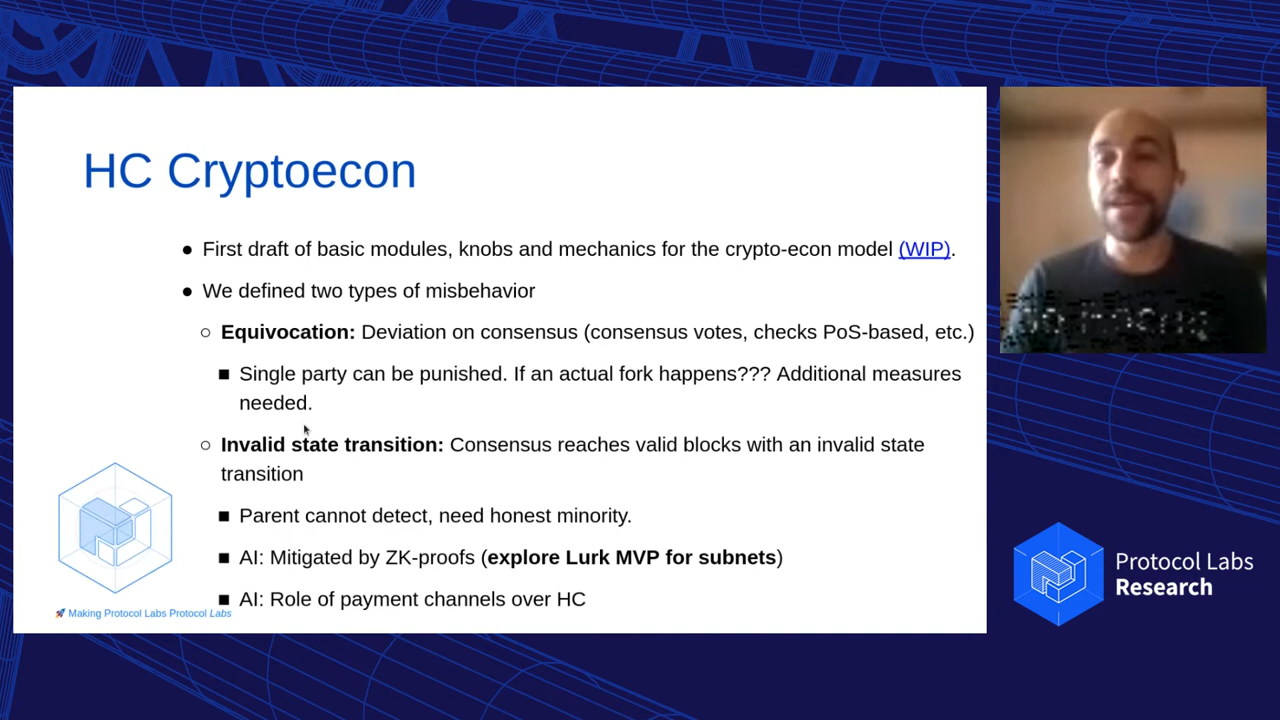 HC Cryptoecon
● First draft of basic modules, knobs and mechanics for the crypto-econ model (WIP).
● We defined two types of misbehavior
○ Equivocation: Deviation on consensus (consensus votes, checks PoS-based, etc.)
■ Single party can be punished. If an actual fork happens??? Additional measures
needed.
○ Invalid state transition: Consensus reaches valid blocks with an invalid state
transition
■ Parent cannot detect, need honest minority.
■ AI: Mitigated by ZK-proofs (explore Lurk MVP for subnets)
■ AI: Role of payment channels over HC
🚀 Making Protocol Labs Protocol Labs
Protocol Labs
Research